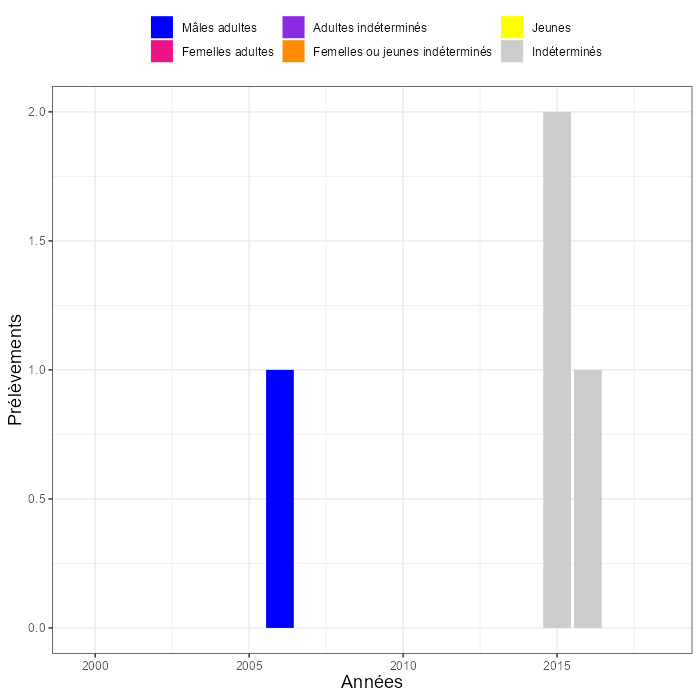 Mâles adultes
Adultes indéterminés
Jeunes
Femelles adultes
Femelles ou jeunes indéterminés
Indéterminés
2.0
1.5
1.0
0.5
0.0
Prélèvements
2000
2005
2010
2015
Années